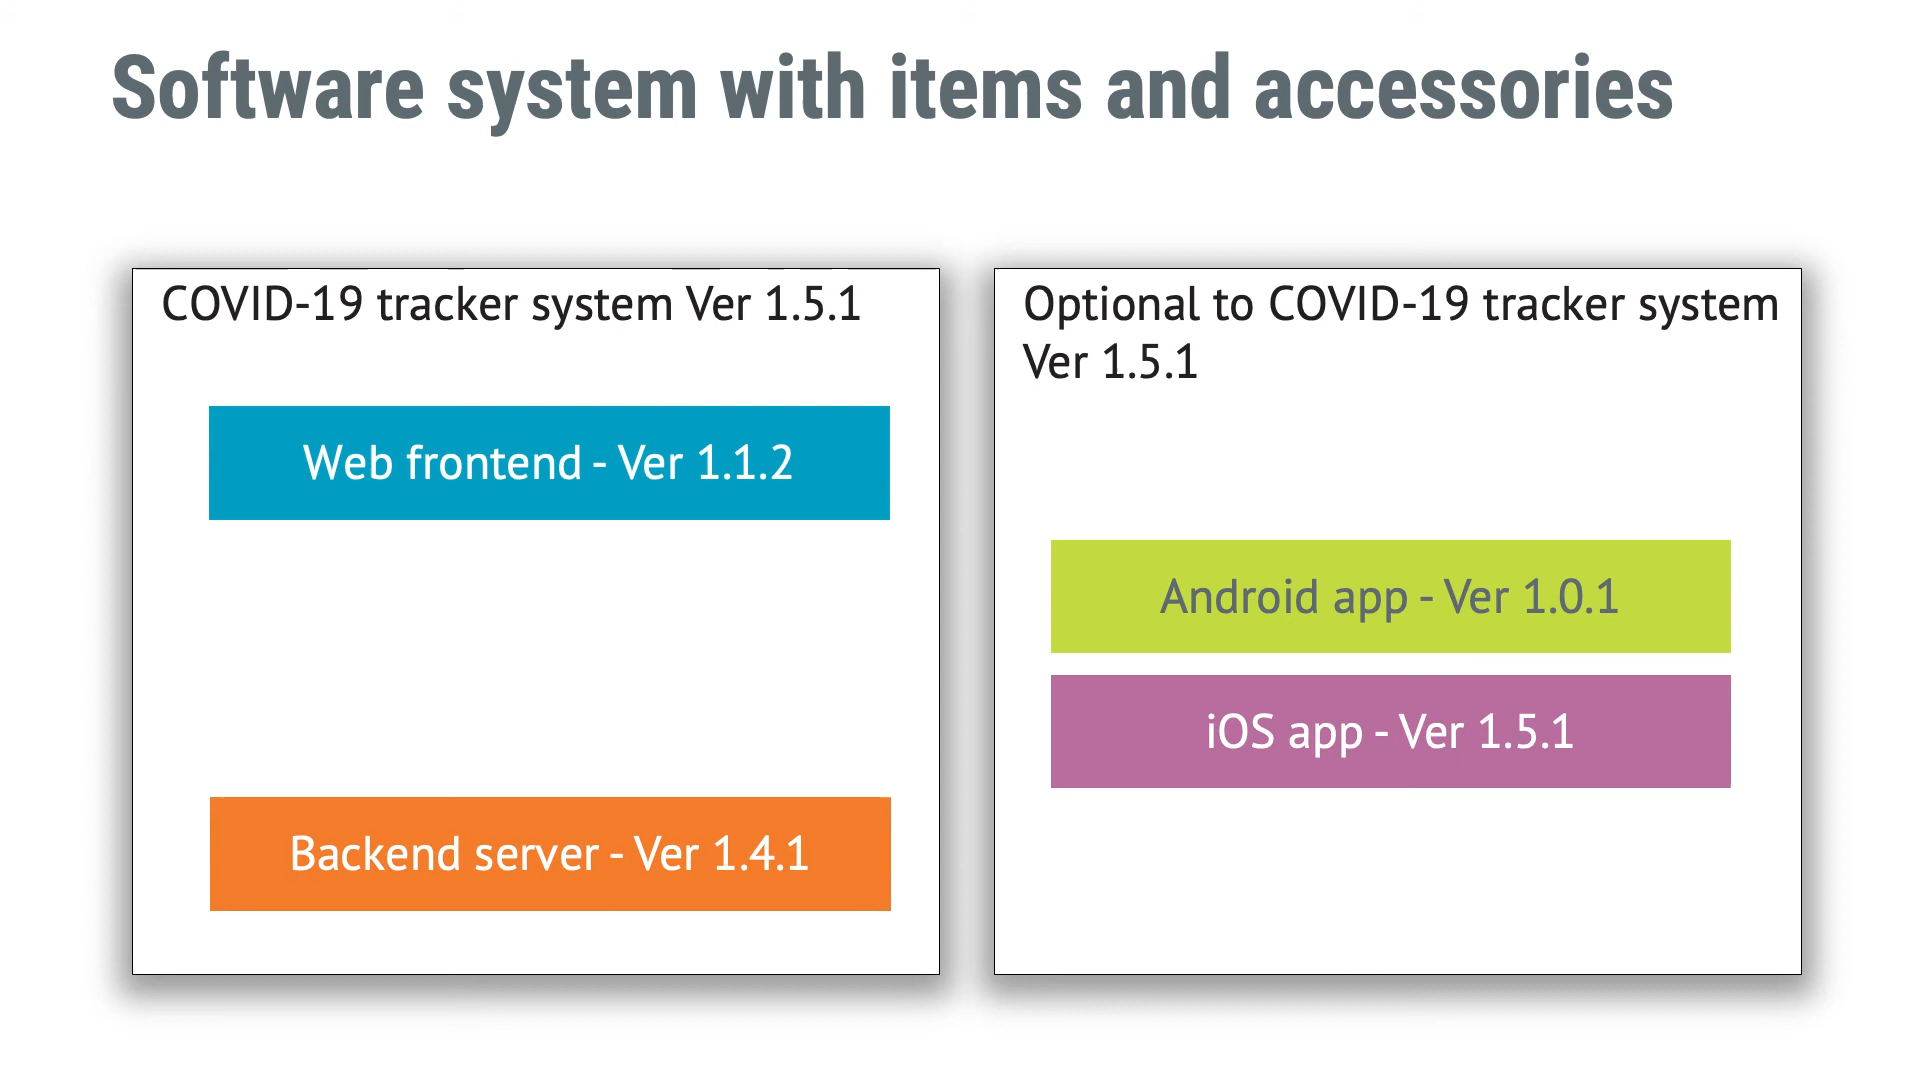 Software system with items and accessories
COVID-19 tracker system Ver 1.5.1
Web frontend - Ver 1.1.2
Backend server - Ver 1.4.1
Optional to COVID-19 tracker system
Ver 1.5.1
Android app - Ver 1.0.1
iOS app - Ver 1.5.1